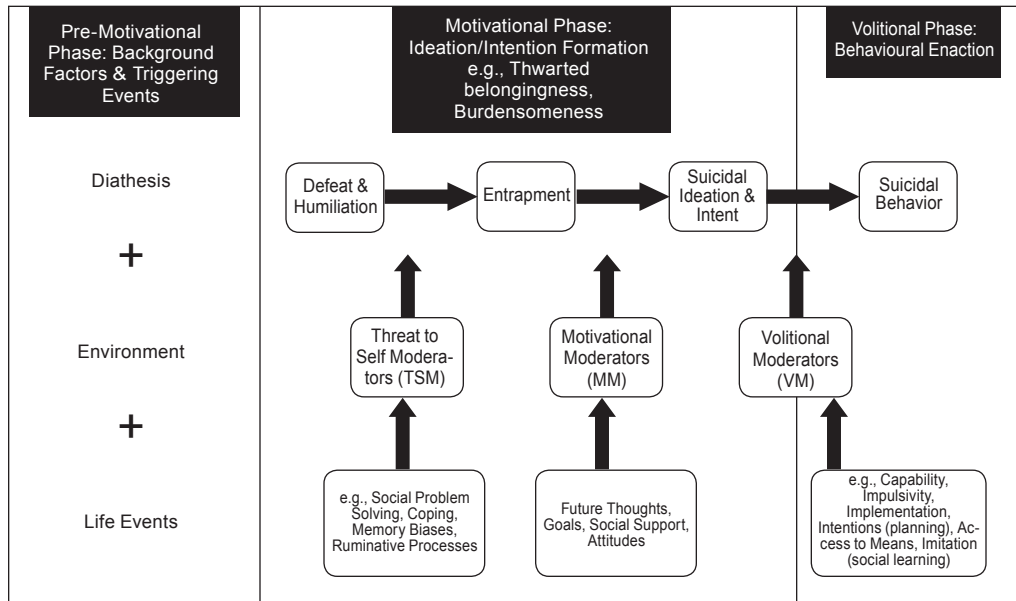 Pre-Motivational
Phase: Background
Factors & Triggering
Events
Motivational Phase:
Ideation/Intention Formation
e.g., Thwarted
belongingness,
Burdensomeness
Volitional Phase:
Behavioural Enaction
Diathesis
+
Environment
+
Life Events
Defeat &
Humiliation
Entrapment
Suicidal
Ideation &
Intent
Suicidal
Behavior
Threat to
Self Modera-
tors (TSM)
Motivational
Moderators
(MM)
Volitional
Moderators
(VM)
e.g., Social Problem
Solving, Coping,
Memory Biases,
Ruminative Processes
Future Thoughts,
Goals, Social Support,
Attitudes
e.g., Capability,
Impulsivity,
Implementation,
Intentions (planning), Ac-
cess to Means, Imitation
(social learning)